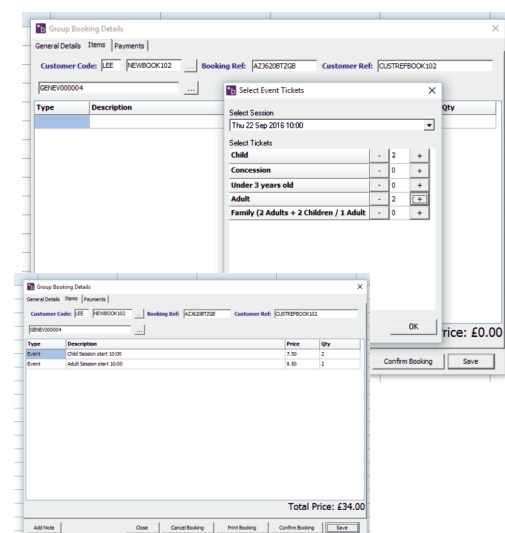 Group Booking Details
General Details Items Payments
Customer Code: LEE NEWBOOK102 ... Booking Ref: AZJ620BTZGB Customer Ref: CUSTREFBOOK102
GENEV000004 ...
Type Description Qty
Select Event Tickets
Select Session
Thu 22 Sep 2016 10:00
Select Tickets
Child - 2 +
Concession - 0 +
Under 3 years old - 0 +
Adult - 2 +
Family (2 Adults + 2 Children / 1 Adult - 0 +
OK
rice: £0.00
Confirm Booking Save
Group Booking Details
General Details Items Payments
Customer Code: LEE NEWBOOK102 ... Booking Ref: AZJ620BTZGB Customer Ref: CUSTREFBOOK102
GENEV000004 ...
Type Description Price Qty
Event Child Session start 10:00 7.50 2
Event Adult Session start 10:00 9.50 2
Total Price: £34.00
Add Note Close Cancel Booking Print Booking Confirm Booking Save